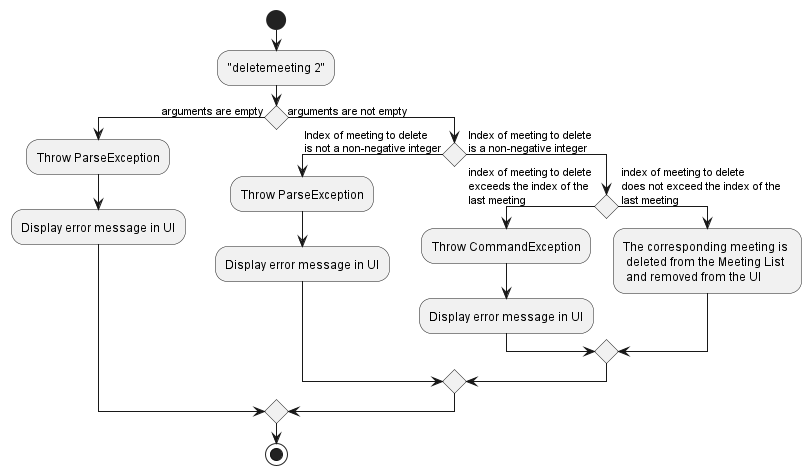 "deletemeeting 2"
arguments are empty
arguments are not empty
Throw ParseException
Display error message in UI
Index of meeting to delete
is not a non-negative integer
Index of meeting to delete
is a non-negative integer
Throw ParseException
Display error message in UI
index of meeting to delete
exceeds the index of the
last meeting
index of meeting to delete
does not exceed the index of the
last meeting
Throw CommandException
Display error message in UI
The corresponding meeting is
deleted from the Meeting List
and removed from the UI